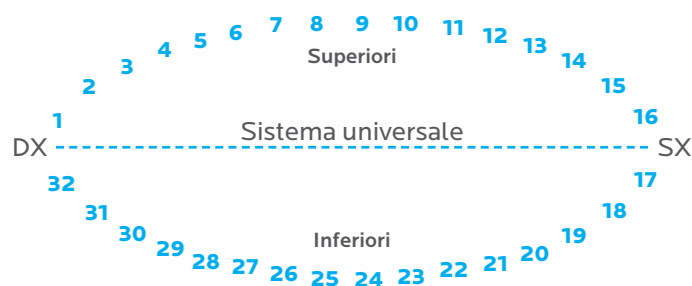 1 2 3 4 5 6 7 8 9 10 11 12 13 14 15 16
Superiori
Sistema universale
DX SX
32 31 30 29 28 27 26 25 24 23 22 21 20 19 18 17
Inferiori